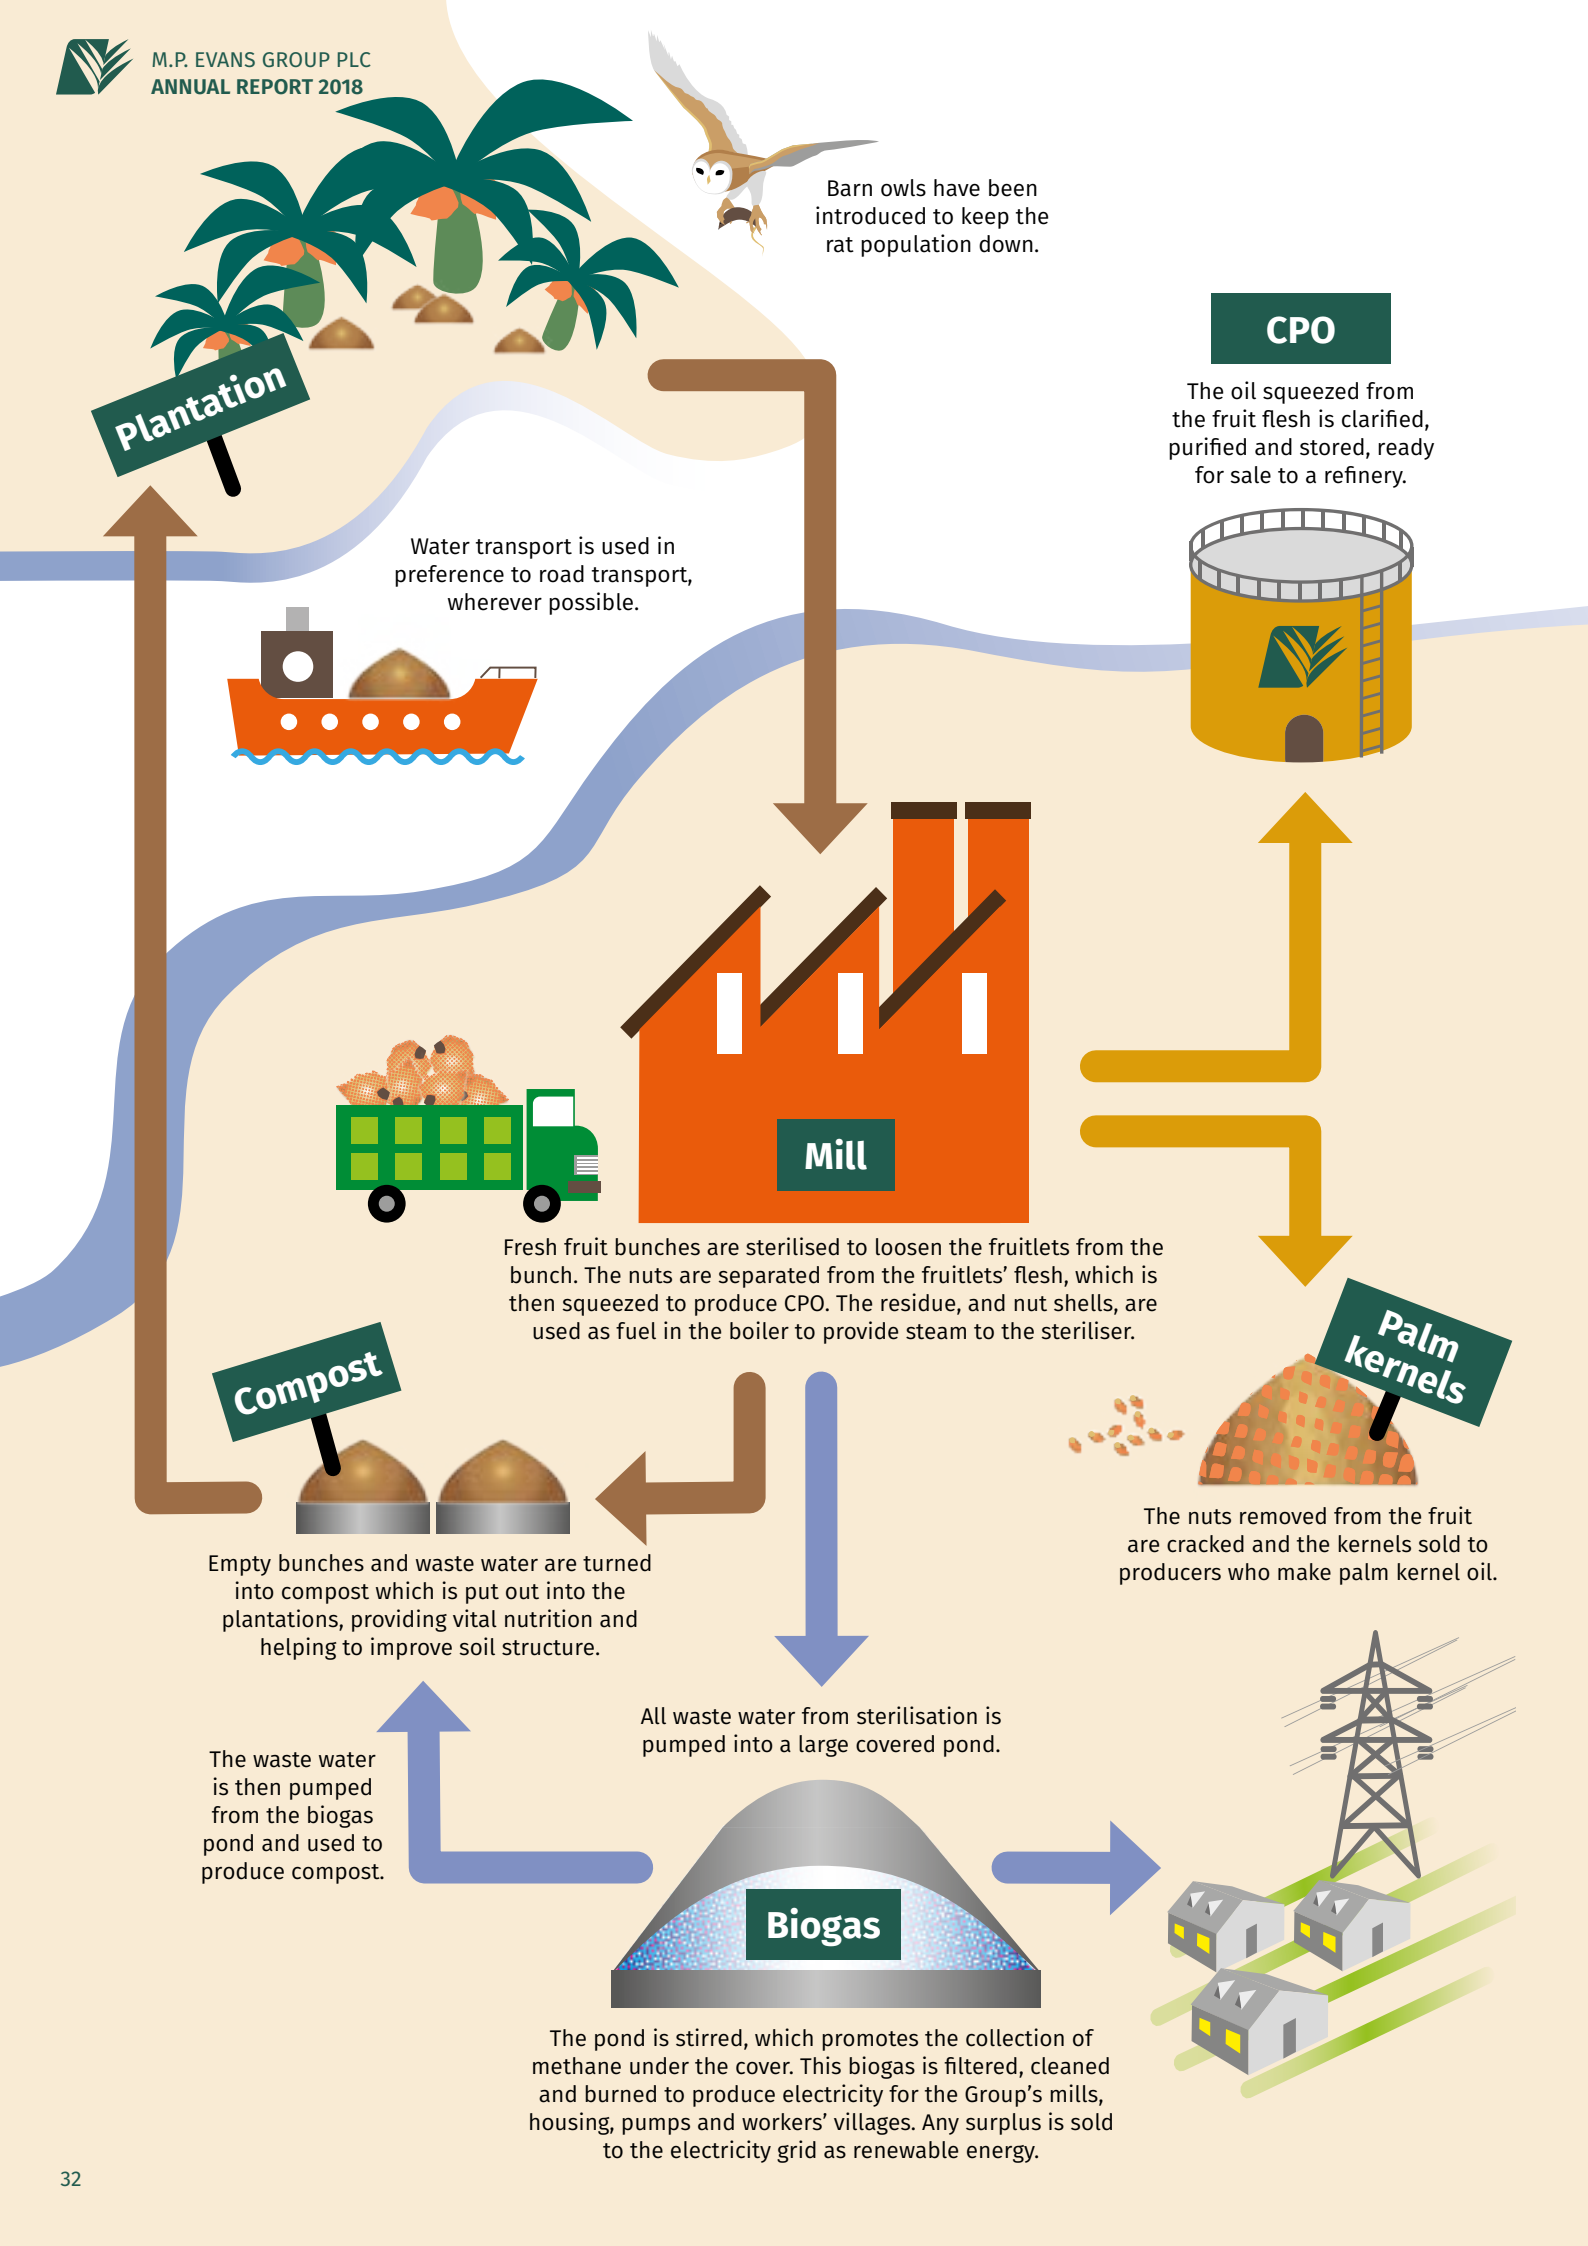 M.P. EVANS GROUP PLC
ANNUAL REPORT 2018
Barn owls have been
introduced to keep the
rat population down.
CPO
The oil squeezed from
the fruit flesh is clarified,
purified and stored, ready
for sale to a refinery.
Plantation
Water transport is used in
preference to road transport,
wherever possible.
Mill
Fresh fruit bunches are sterilised to loosen the fruitlets from the
bunch. The nuts are separated from the fruitlets’ flesh, which is
then squeezed to produce CPO. The residue, and nut shells, are
used as fuel in the boiler to provide steam to the steriliser.
Palm
kernels
The nuts removed from the fruit
are cracked and the kernels sold to
producers who make palm kernel oil.
Compost
Empty bunches and waste water are turned
into compost which is put out into the
plantations, providing vital nutrition and
helping to improve soil structure.
All waste water from sterilisation is
pumped into a large covered pond.
The waste water
is then pumped
from the biogas
pond and used to
produce compost.
Biogas
The pond is stirred, which promotes the collection of
methane under the cover. This biogas is filtered, cleaned
and burned to produce electricity for the Group’s mills,
housing, pumps and workers’ villages. Any surplus is sold
to the electricity grid as renewable energy.
32